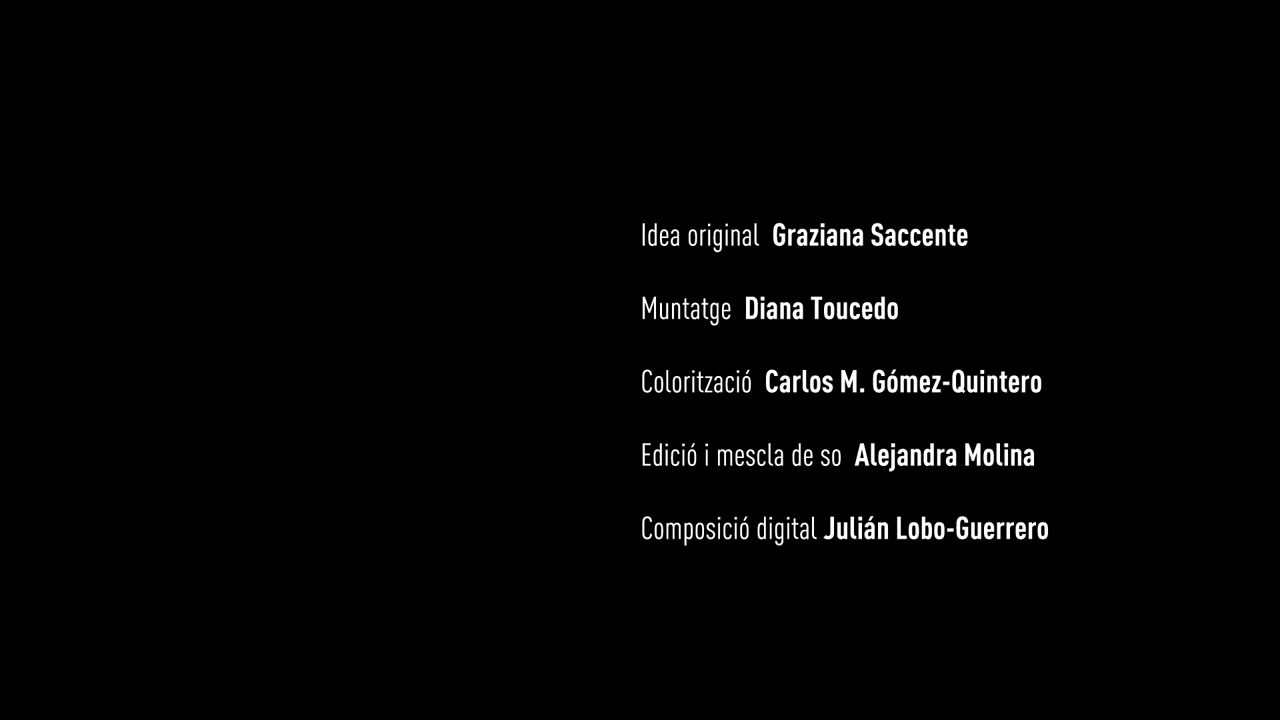 Idea original Graziana Saccente
Muntatge Diana Toucedo
Colorització Carlos M. Gómez-Quintero
Edició i mescla de so Alejandra Molina
Composició digital Julián Lobo-Guerrero